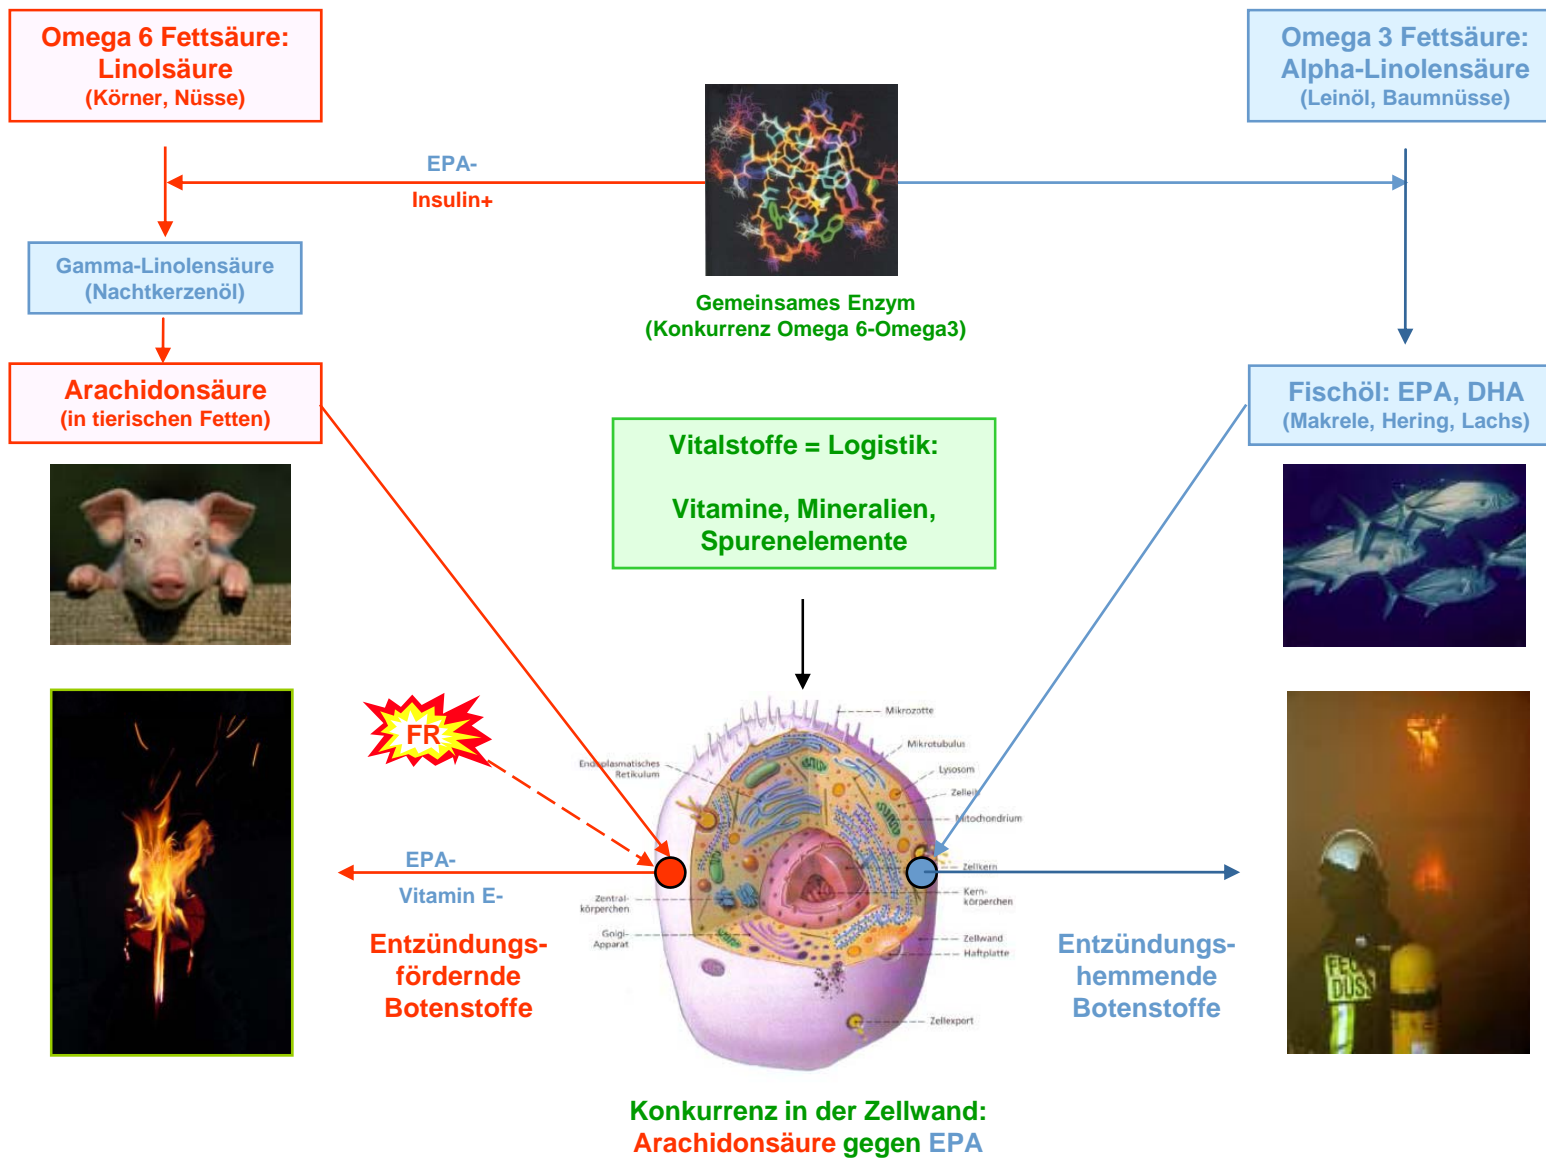 Omega 6 Fettsäure:
Linolsäure
(Körner, Nüsse)
Omega 3 Fettsäure:
Alpha-Linolensäure
(Leinöl, Baumnüsse)
EPA-
Insulin+
Gamma-Linolensäure
(Nachtkerzenöl)
Gemeinsames Enzym
(Konkurrenz Omega 6-Omega3)
Arachidonsäure
(in tierischen Fetten)
Fischöl: EPA, DHA
(Makrele, Hering, Lachs)
Vitalstoffe = Logistik:
Vitamine, Mineralien,
Spurenelemente
FR
Mikrozotte
Mikrotubulus
Endoplasmatisches
Retikulum
Lysosom
Zelleib
Mitochondrium
Zellkern
Kern-
körperchen
Zentral-
körperchen
Golgi-
Apparat
Zellwand
Haftplatte
Zellexport
EPA-
Vitamin E-
Entzündungs-
fördernde
Botenstoffe
Entzündungs-
hemmende
Botenstoffe
Konkurrenz in der Zellwand:
Arachidonsäure gegen EPA